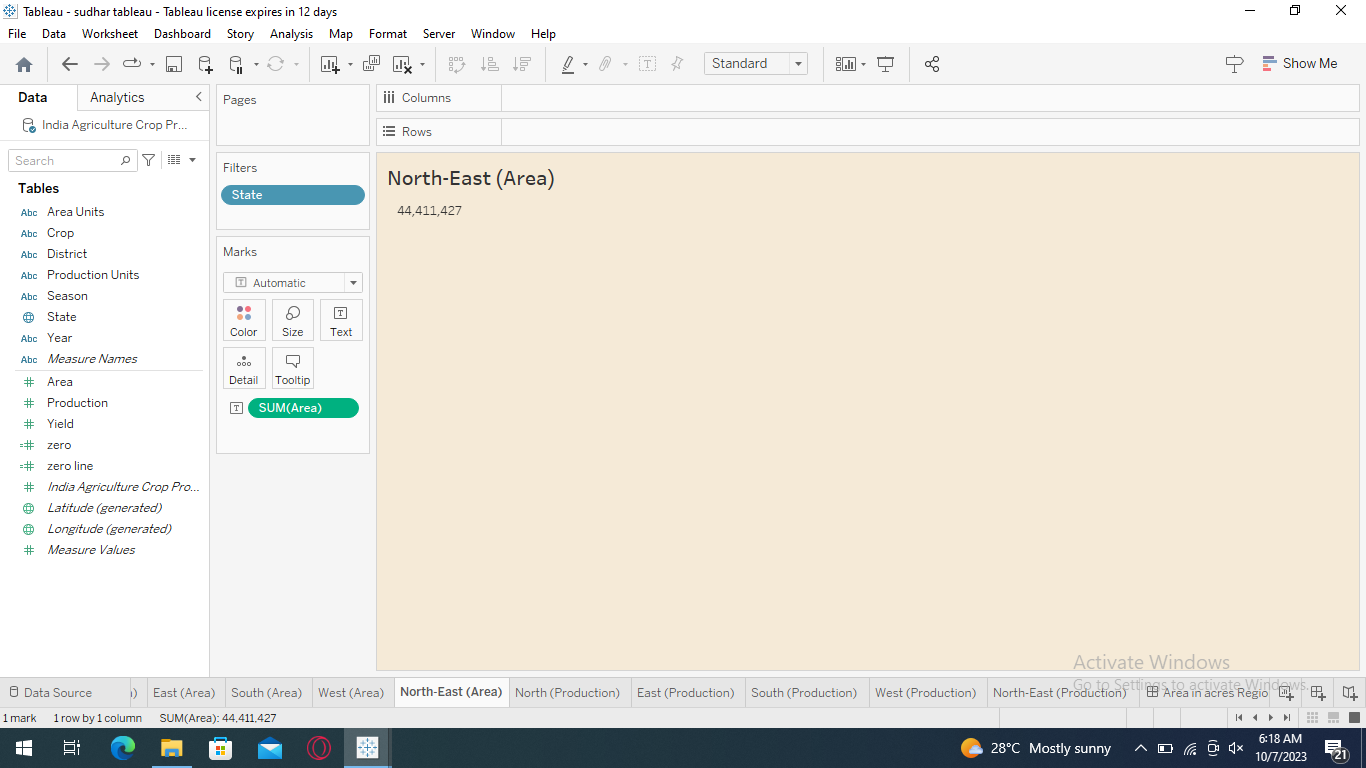 Tableau - sudhar tableau - Tableau license expires in 12 days
File Data Worksheet Dashboard Story Analysis Map Format Server Window Help
Standard
Show Me
Data Analytics
India Agriculture Crop Pr...
Search
Tables
Abc Area Units
Abc Crop
Abc District
Abc Production Units
Abc Season
State
Abc Year
Abc Measure Names
Area
Production
Yield
zero
zero line
India Agriculture Crop Pro...
Latitude (generated)
Longitude (generated)
Measure Values
Pages
Filters
State
Marks
T Automatic
Color Size Text
Detail Tooltip
T SUM(Area)
Columns
Rows
North-East (Area)
44,411,427
Activate Windows
Go to Settings to activate Windows.
Data Source East (Area) South (Area) West (Area) North-East (Area) North (Production) East (Production) South (Production) West (Production) North-East (Production) Area in acres Regio
1 mark 1 row by 1 column SUM(Area): 44,411,427
28°C Mostly sunny
6:18 AM
10/7/2023
21